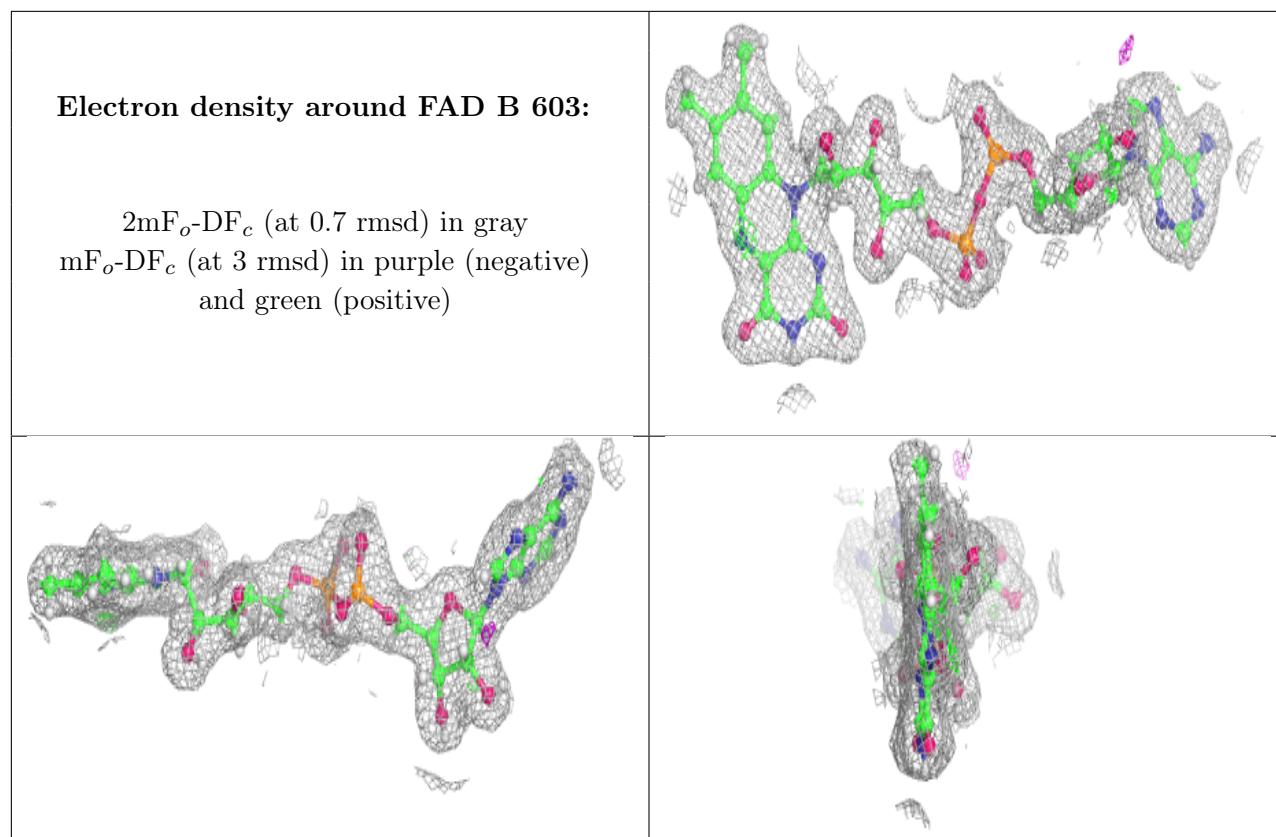 Electron density around FAD B 603:
2mFo-DFc (at 0.7 rmsd) in gray
mFo-DFc (at 3 rmsd) in purple (negative)
and green (positive)